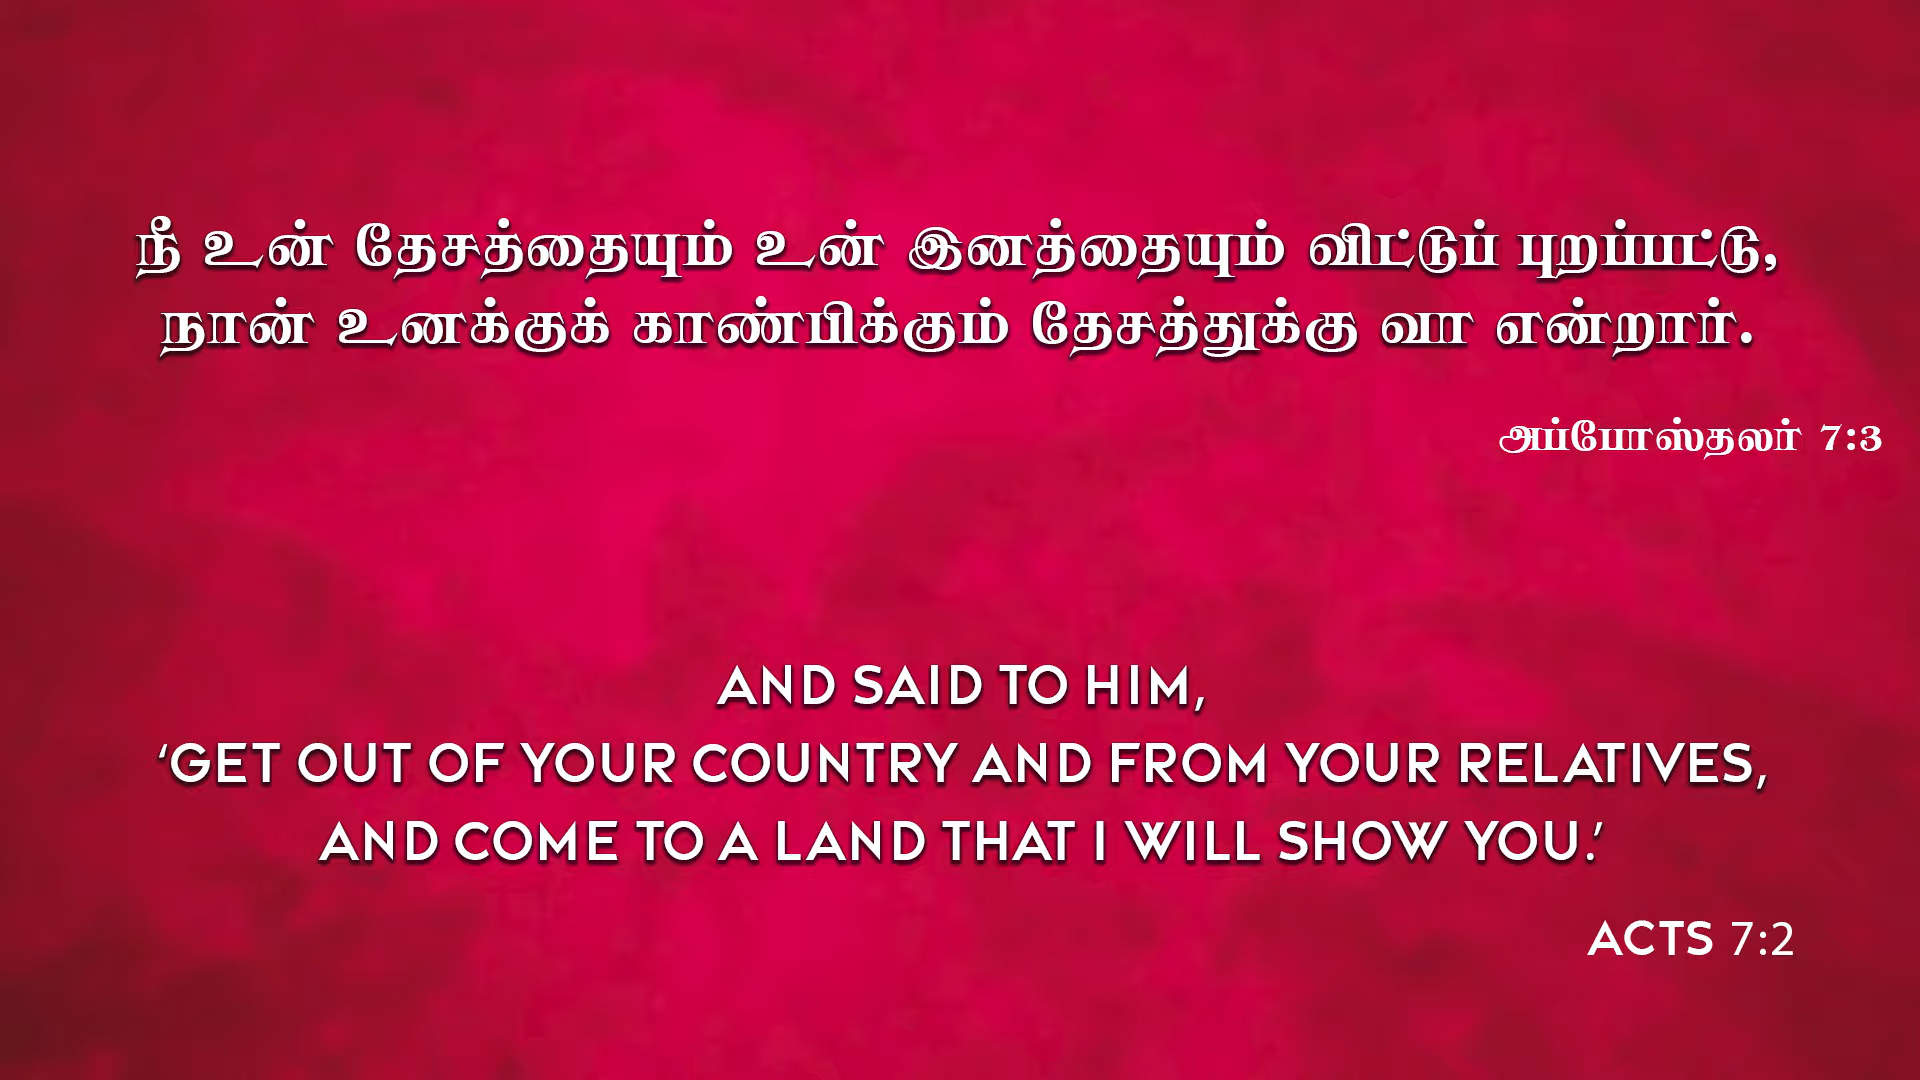 நீ உன் தேசத்தையும் உன் இனத்தையும் விட்டுப் புறப்பட்டு,
நான் உனக்குக் காண்பிக்கும் தேசத்துக்கு வா என்றார்.
அப்போஸ்தலர் 7:3
AND SAID TO HIM,
‘GET OUT OF YOUR COUNTRY AND FROM YOUR RELATIVES,
AND COME TO A LAND THAT I WILL SHOW YOU.’
ACTS 7:2